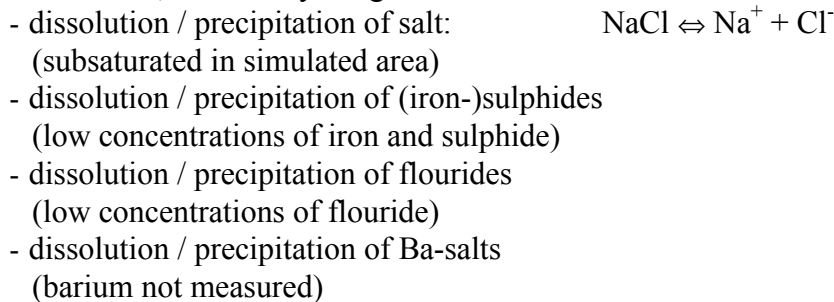 - dissolution / precipitation of salt: NaCl ⇔ Na⁺ + Cl⁻
(subsaturated in simulated area)
- dissolution / precipitation of (iron-)sulphides
(low concentrations of iron and sulphide)
- dissolution / precipitation of flourides
(low concentrations of flouride)
- dissolution / precipitation of Ba-salts
(barium not measured)